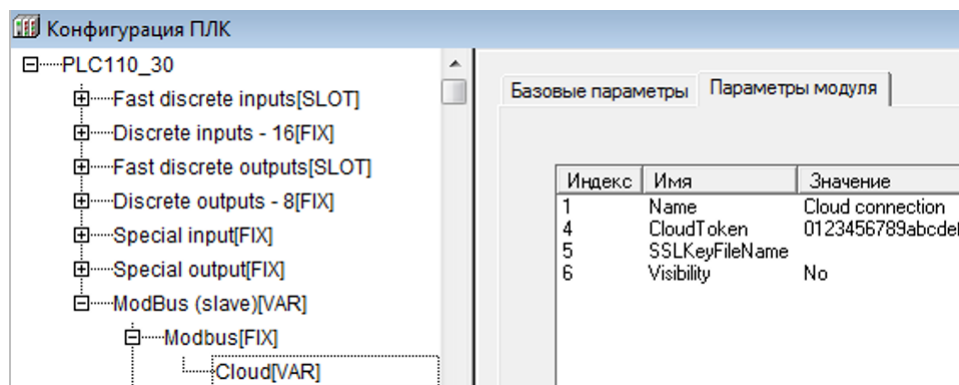 Конфигурация ПЛК
PLC110_30
Fast discrete inputs[SLOT]
Discrete inputs - 16[FIX]
Fast discrete outputs[SLOT]
Discrete outputs - 8[FIX]
Special input[FIX]
Special output[FIX]
ModBus (slave)[VAR]
Modbus[FIX]
Cloud[VAR]
Базовые параметры Параметры модуля
Индекс Имя Значение
1 Name Cloud connection
4 CloudToken 0123456789abcdef
5 SSLKeyFileName
6 Visibility No